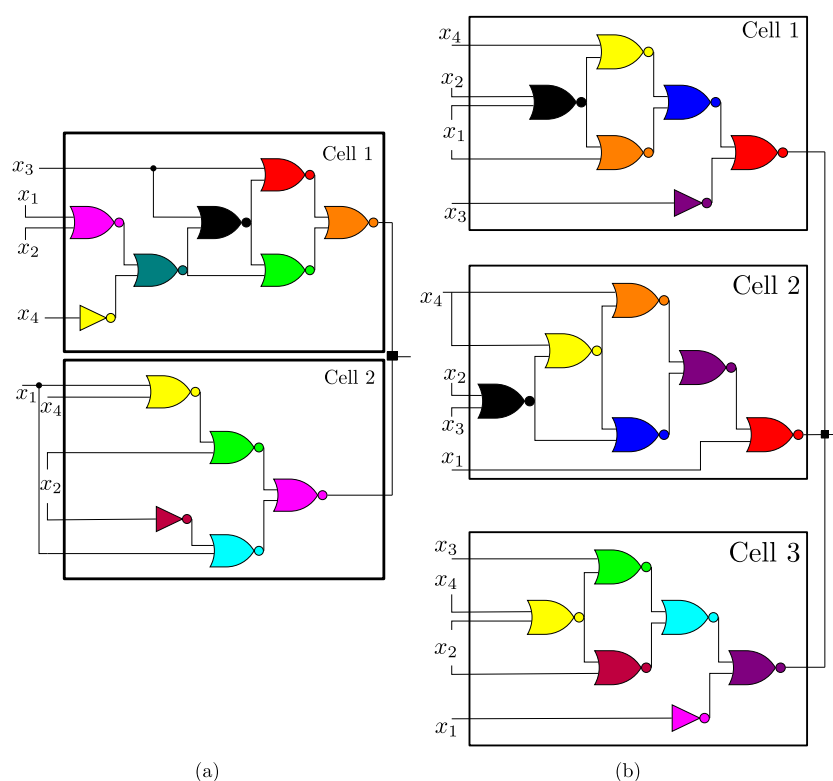 Cell 1
x₃
x₁
x₂
x₄
Cell 2
x₁
x₄
x₂
(a)
x₄
Cell 1
x₂
x₁
x₃
Cell 2
x₄
x₂
x₃
x₁
Cell 3
x₃
x₄
x₂
x₁
(b)